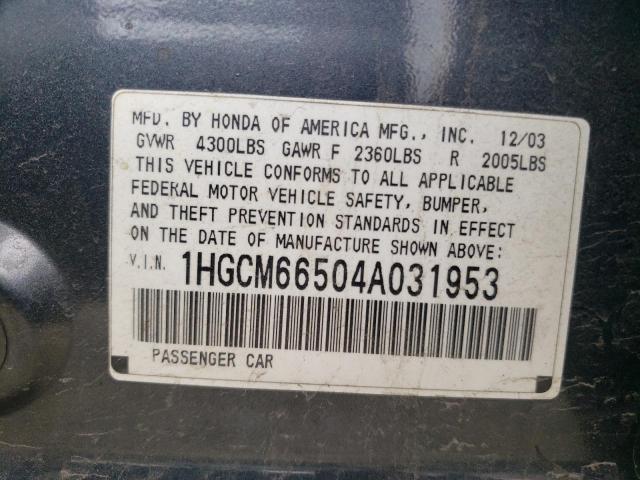 MFD. BY HONDA OF AMERICA MFG., INC. 12/03
GVWR 4300LBS GAWR F 2360LBS R 2005LBS
THIS VEHICLE CONFORMS TO ALL APPLICABLE
FEDERAL MOTOR VEHICLE SAFETY, BUMPER,
AND THEFT PREVENTION STANDARDS IN EFFECT
ON THE DATE OF MANUFACTURE SHOWN ABOVE:
V.I.N. 1HGCM66504A031953
PASSENGER CAR